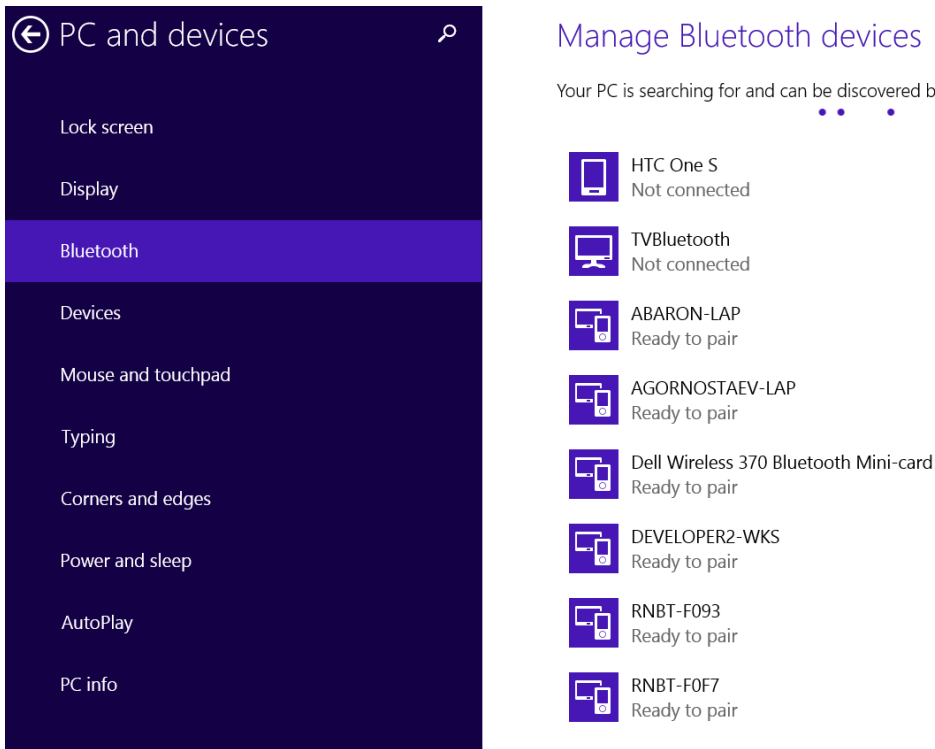 PC and devices
Lock screen
Display
Bluetooth
Devices
Mouse and touchpad
Typing
Corners and edges
Power and sleep
AutoPlay
PC info
Manage Bluetooth devices
Your PC is searching for and can be discovered b
HTC One S
Not connected
TVBluetooth
Not connected
ABARON-LAP
Ready to pair
AGORNOSTAEV-LAP
Ready to pair
Dell Wireless 370 Bluetooth Mini-card
Ready to pair
DEVELOPER2-WKS
Ready to pair
RNBT-F093
Ready to pair
RNBT-F0F7
Ready to pair